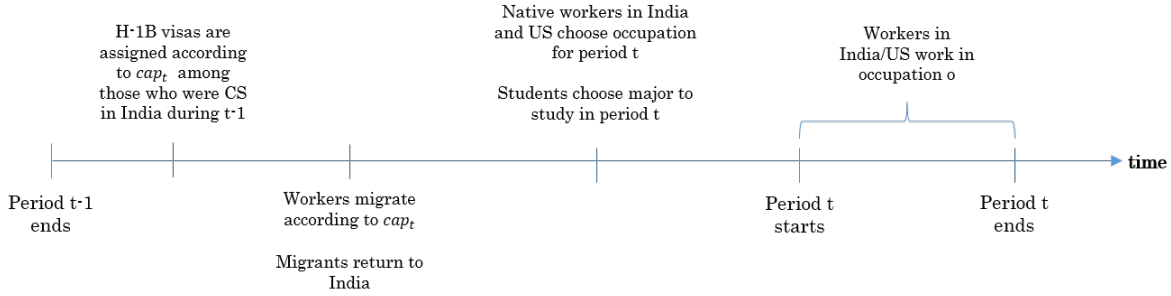 H-1B visas are
assigned according
to cap_t among
those who were CS
in India during t-1
Native workers in India
and US choose occupation
for period t
Students choose major to
study in period t
Workers in
India/US work in
occupation o
time
Period t-1
ends
Workers migrate
according to cap_t
Migrants return to
India
Period t
starts
Period t
ends